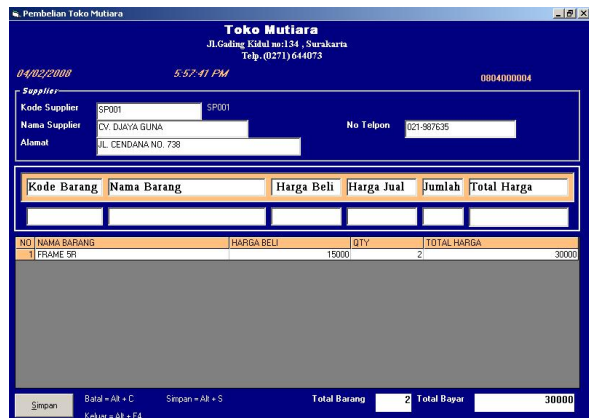 Pembelian Toko Mutiara
Toko Mutiara
Jl.Gading Kidul no:134 , Surakarta
Telp.(0271) 644073
04/02/2008 5:57:41 PM 0804000004
Supplier
Kode Supplier SP001 SP001
Nama Supplier CV. DJAYA GUNA No Telpon 021-987635
Alamat JL. CENDANA NO. 738
Kode Barang Nama Barang Harga Beli Harga Jual Jumlah Total Harga
NO NAMA BARANG HARGA BELI QTY TOTAL HARGA
1 FRAME 5R 15000 2 30000
Simpan Batal = Alt + C Simpan = Alt + S Total Barang 2 Total Bayar 30000
Keluar = Alt + F4